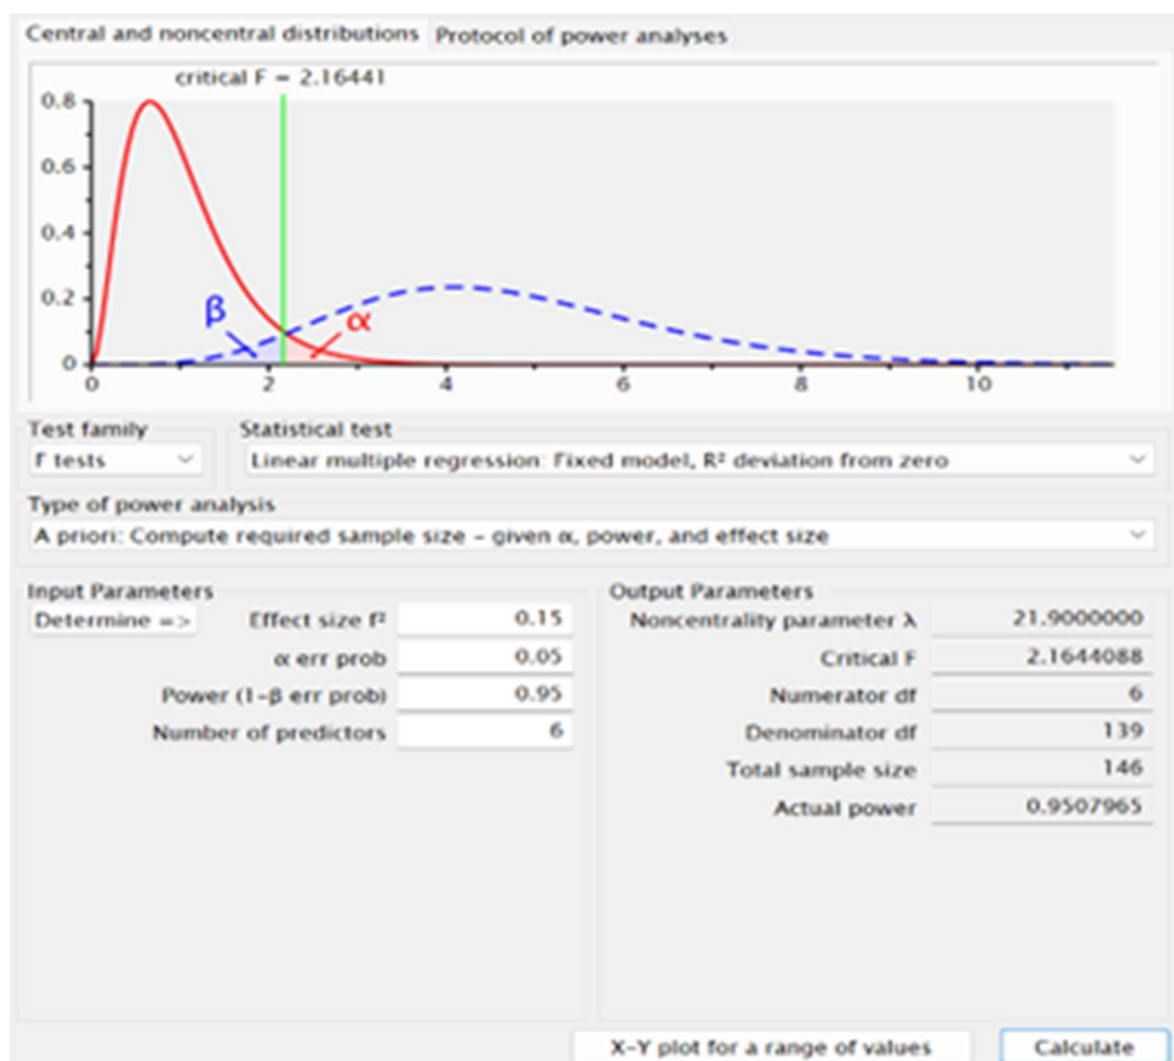 Central and noncentral distributions Protocol of power analyses
critical F = 2.16441
0.8
0.6
0.4
0.2
0
β
α
0 2 4 6 8 10
Test family Statistical test
F tests Linear multiple regression: Fixed model, R² deviation from zero
Type of power analysis
A priori: Compute required sample size – given α, power, and effect size
Input Parameters Output Parameters
Determine => Effect size f² 0.15 Noncentrality parameter λ 21.9000000
α err prob 0.05 Critical F 2.1644088
Power (1-β err prob) 0.95 Numerator df 6
Number of predictors 6 Denominator df 139
Total sample size 146
Actual power 0.9507965
X-Y plot for a range of values Calculate